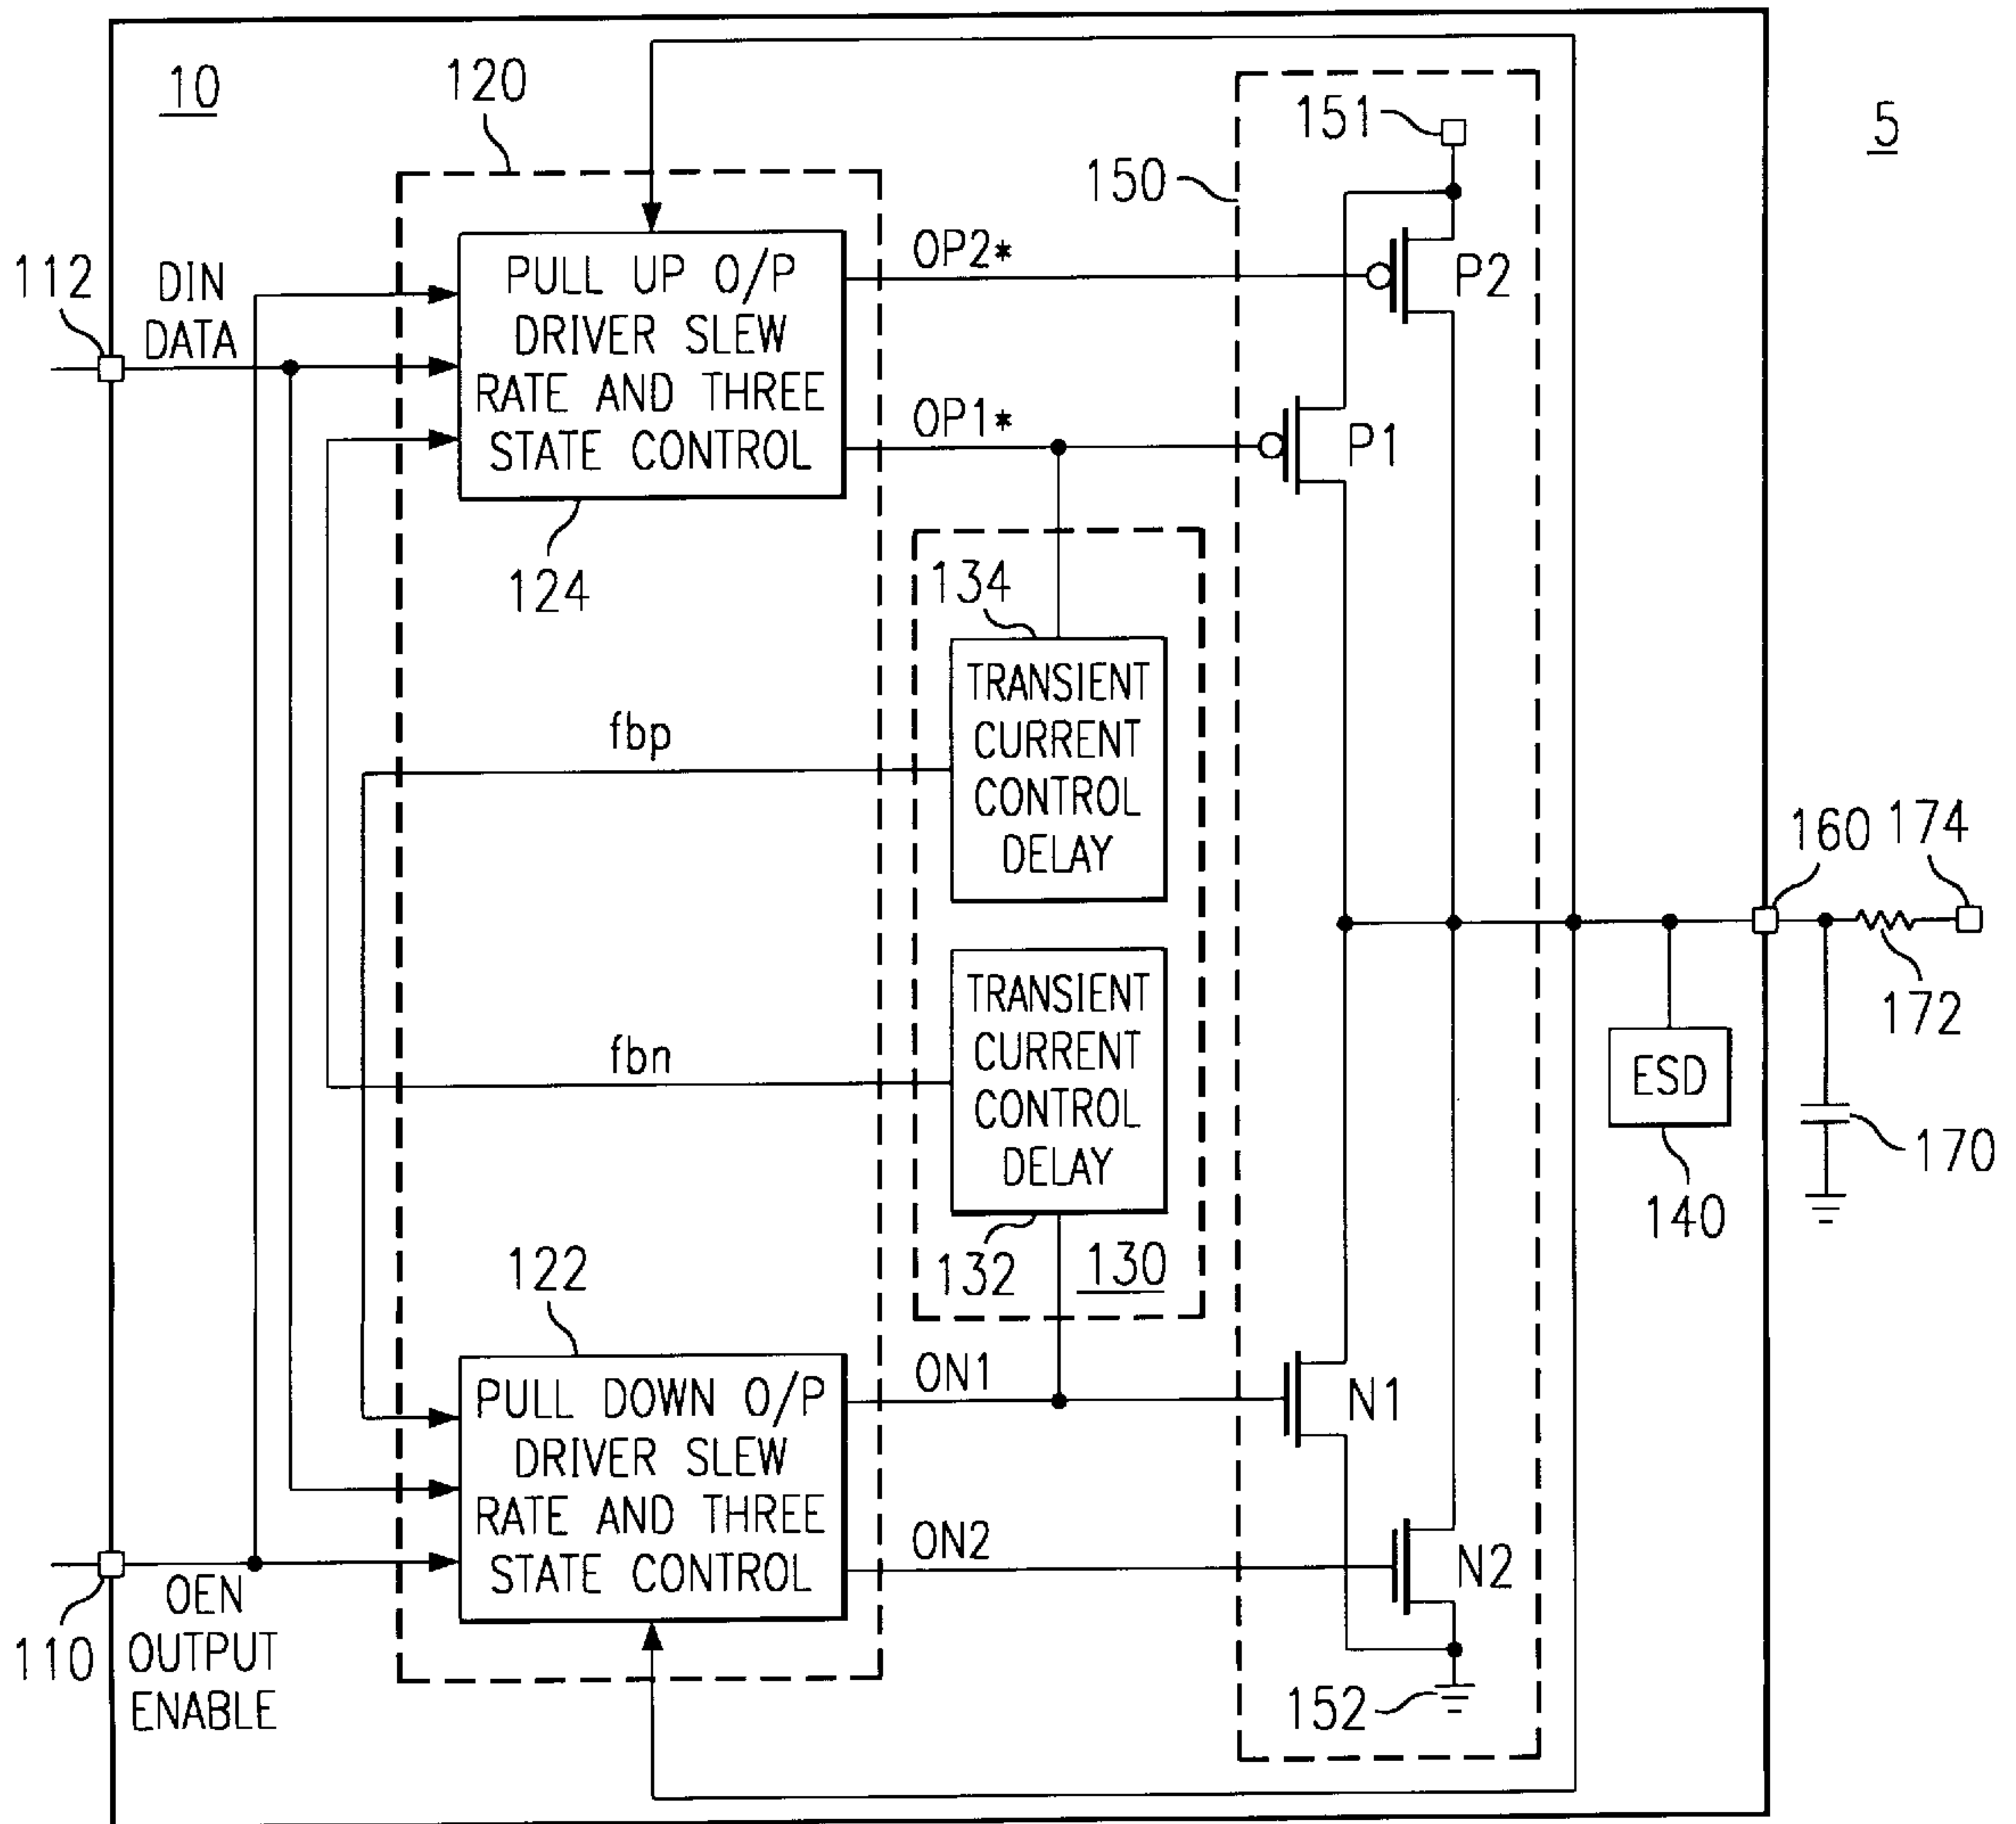 10
120
151
5
150
112
DIN
DATA
PULL UP O/P
DRIVER SLEW
RATE AND THREE
STATE CONTROL
OP2*
P2
OP1*
P1
124
134
TRANSIENT
CURRENT
CONTROL
DELAY
fbp
160
174
172
TRANSIENT
CURRENT
CONTROL
DELAY
fbn
ESD
170
140
132
130
122
PULL DOWN O/P
DRIVER SLEW
RATE AND THREE
STATE CONTROL
ON1
N1
ON2
N2
110
OEN
OUTPUT
ENABLE
152